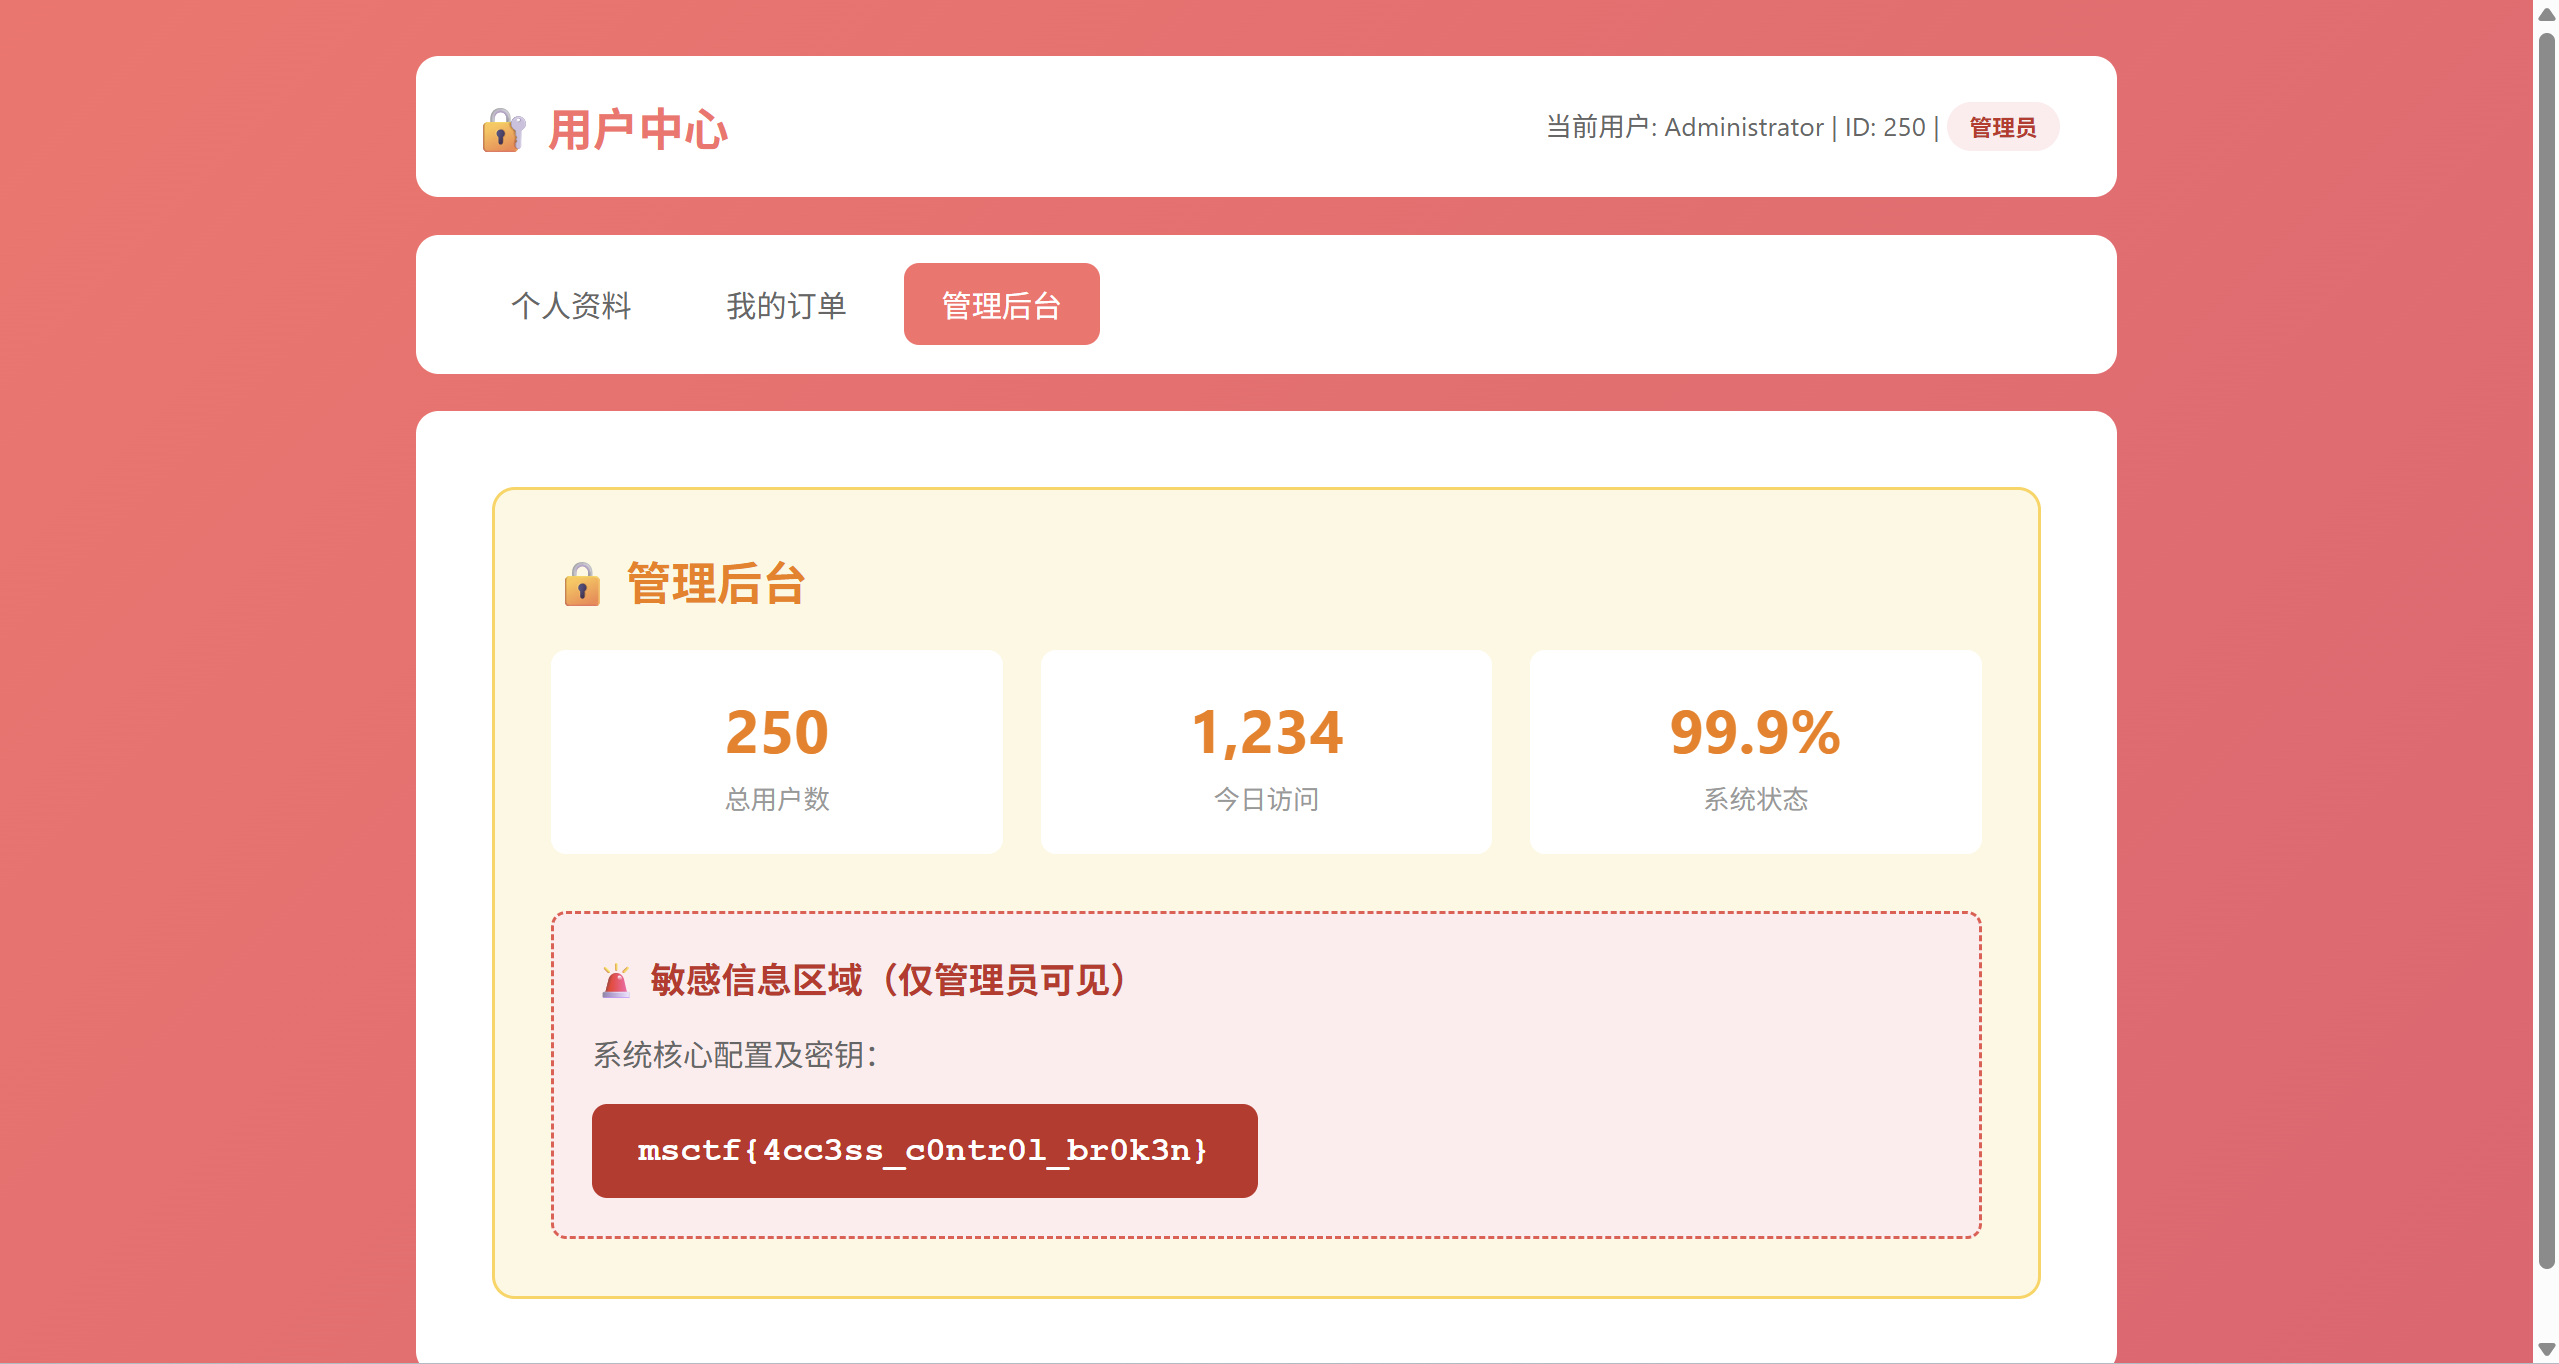 用户中心
当前用户: Administrator | ID: 250 | 管理员
个人资料 我的订单 管理后台
管理后台
250 1,234 99.9%
总用户数 今日访问 系统状态
敏感信息区域（仅管理员可见）
系统核心配置及密钥：
msctf{4cc3ss_c0ntr0l_br0k3n}